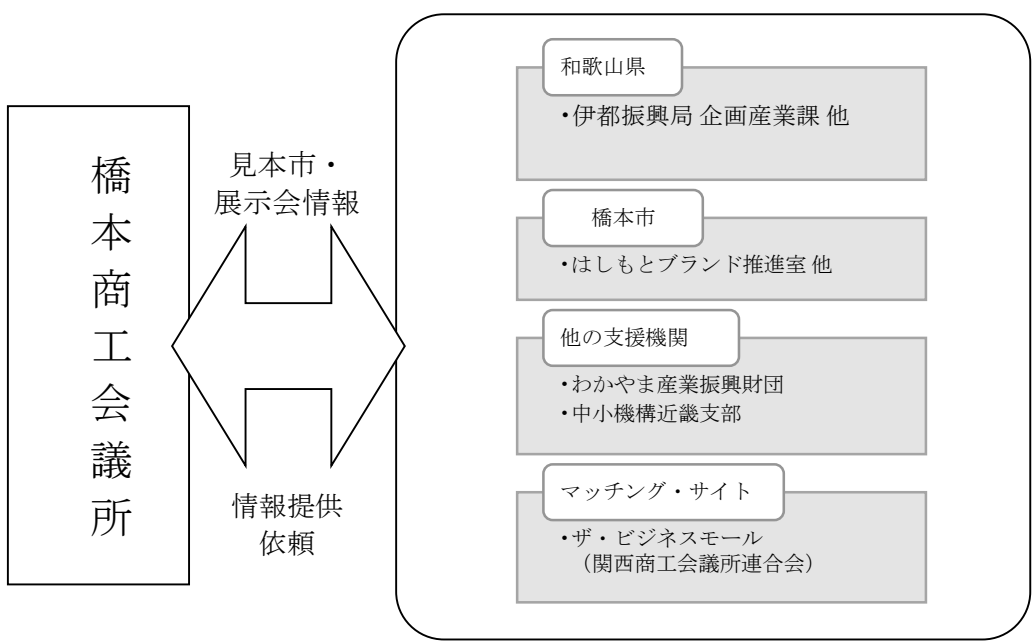 橋本商工会議所
見本市・
展示会情報
情報提供
依頼
和歌山県
・伊都振興局 企画産業課 他
橋本市
・はしもとブランド推進室 他
他の支援機関
・わかやま産業振興財団
・中小機構近畿支部
マッチング・サイト
・ザ・ビジネスモール
（関西商工会議所連合会）